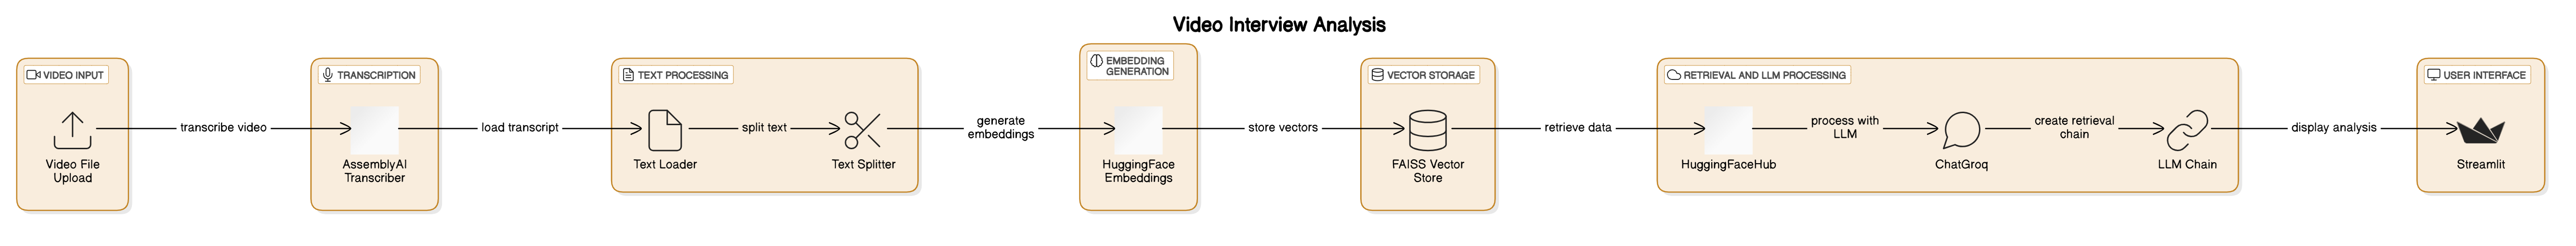 Video Interview Analysis
VIDEO INPUT
Video File
Upload
transcribe video
TRANSCRIPTION
AssemblyAI
Transcriber
load transcript
TEXT PROCESSING
Text Loader
split text
Text Splitter
generate
embeddings
EMBEDDING
GENERATION
HuggingFace
Embeddings
store vectors
VECTOR STORAGE
FAISS Vector
Store
retrieve data
RETRIEVAL AND LLM PROCESSING
HuggingFaceHub
process with
LLM
ChatGroq
create retrieval
chain
LLM Chain
display analysis
USER INTERFACE
Streamlit